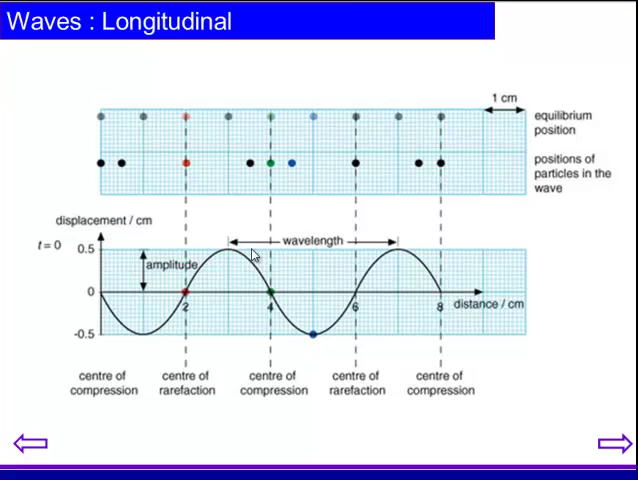 Waves : Longitudinal
1 cm
equilibrium
position
positions of
particles in the
wave
displacement / cm
t = 0
0.5
wavelength
amplitude
0
2
4
6
8
distance / cm
-0.5
centre of
compression
centre of
rarefaction
centre of
compression
centre of
rarefaction
centre of
compression